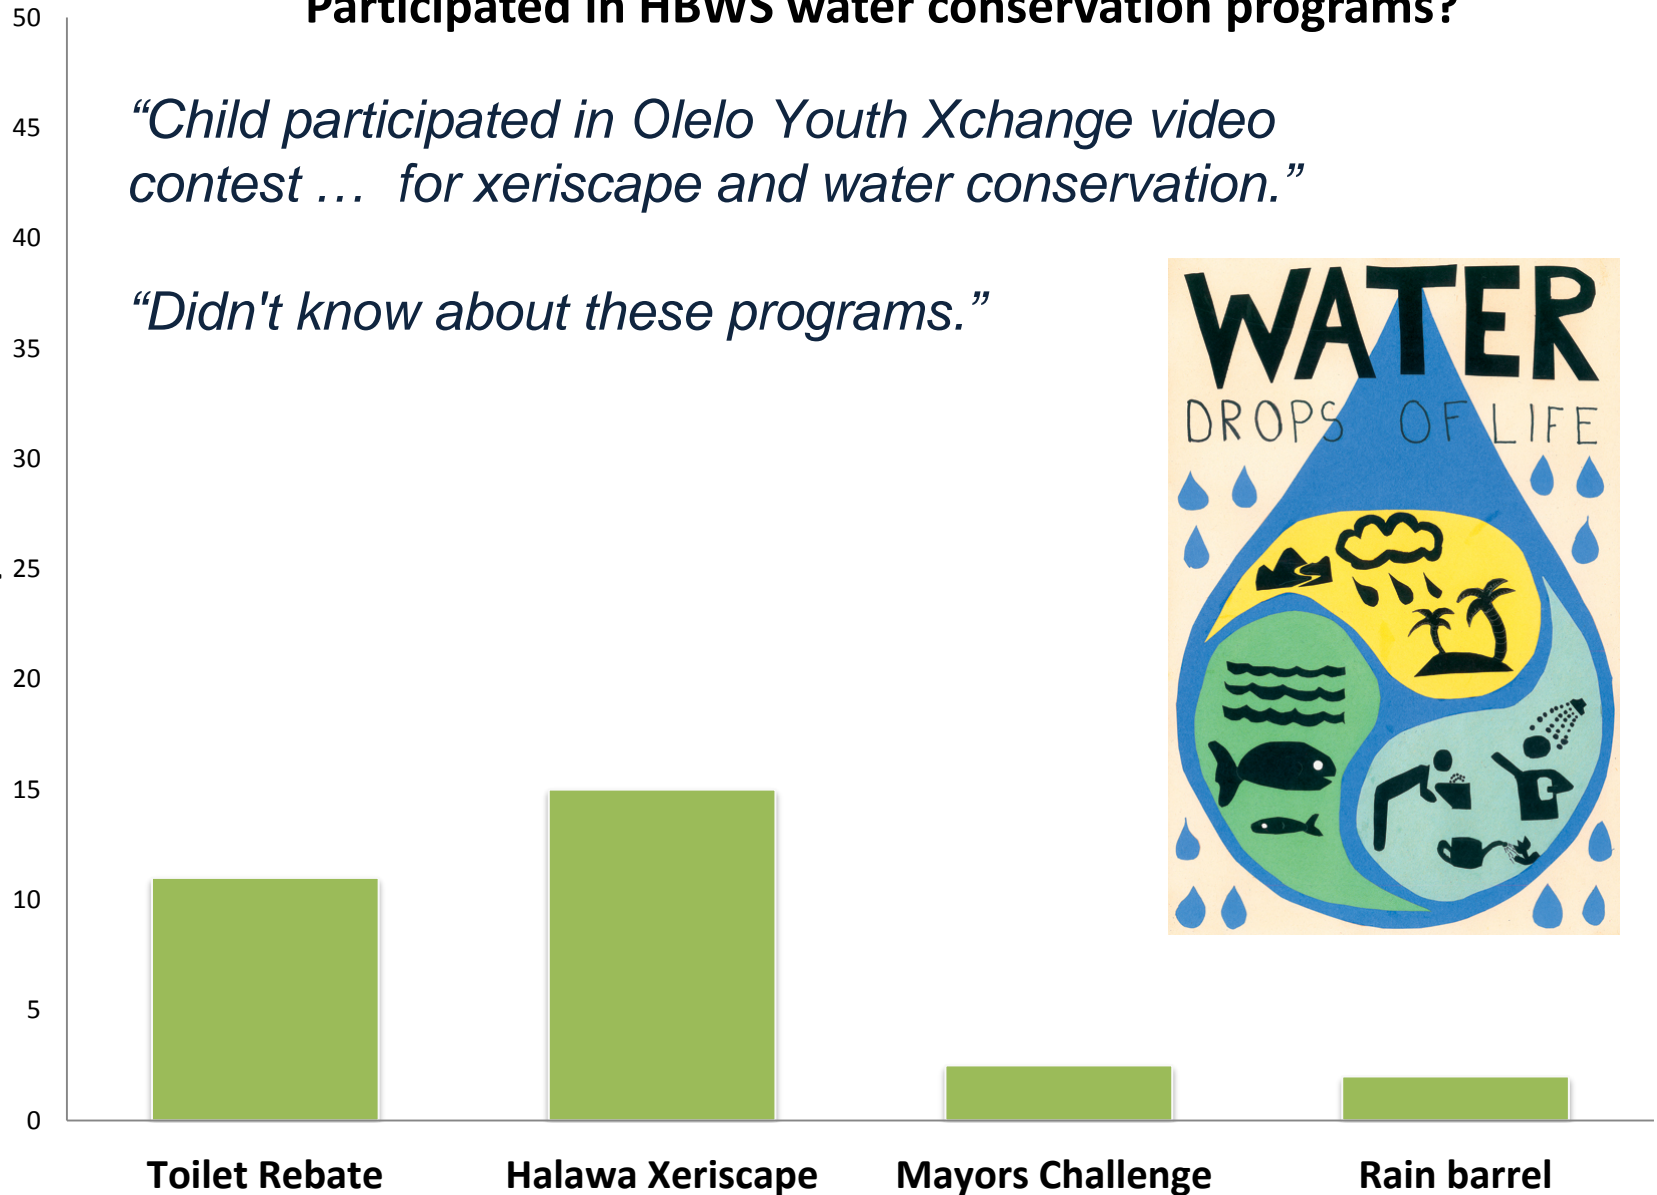 Participated in HBWS water conservation programs?
50
45
40
35
30
25
20
15
10
5
0
“Child participated in Olelo Youth Xchange video
contest …  for xeriscape and water conservation.”
“Didn't know about these programs.”
WATER
DROPS OF LIFE
Toilet Rebate
Halawa Xeriscape
Mayors Challenge
Rain barrel